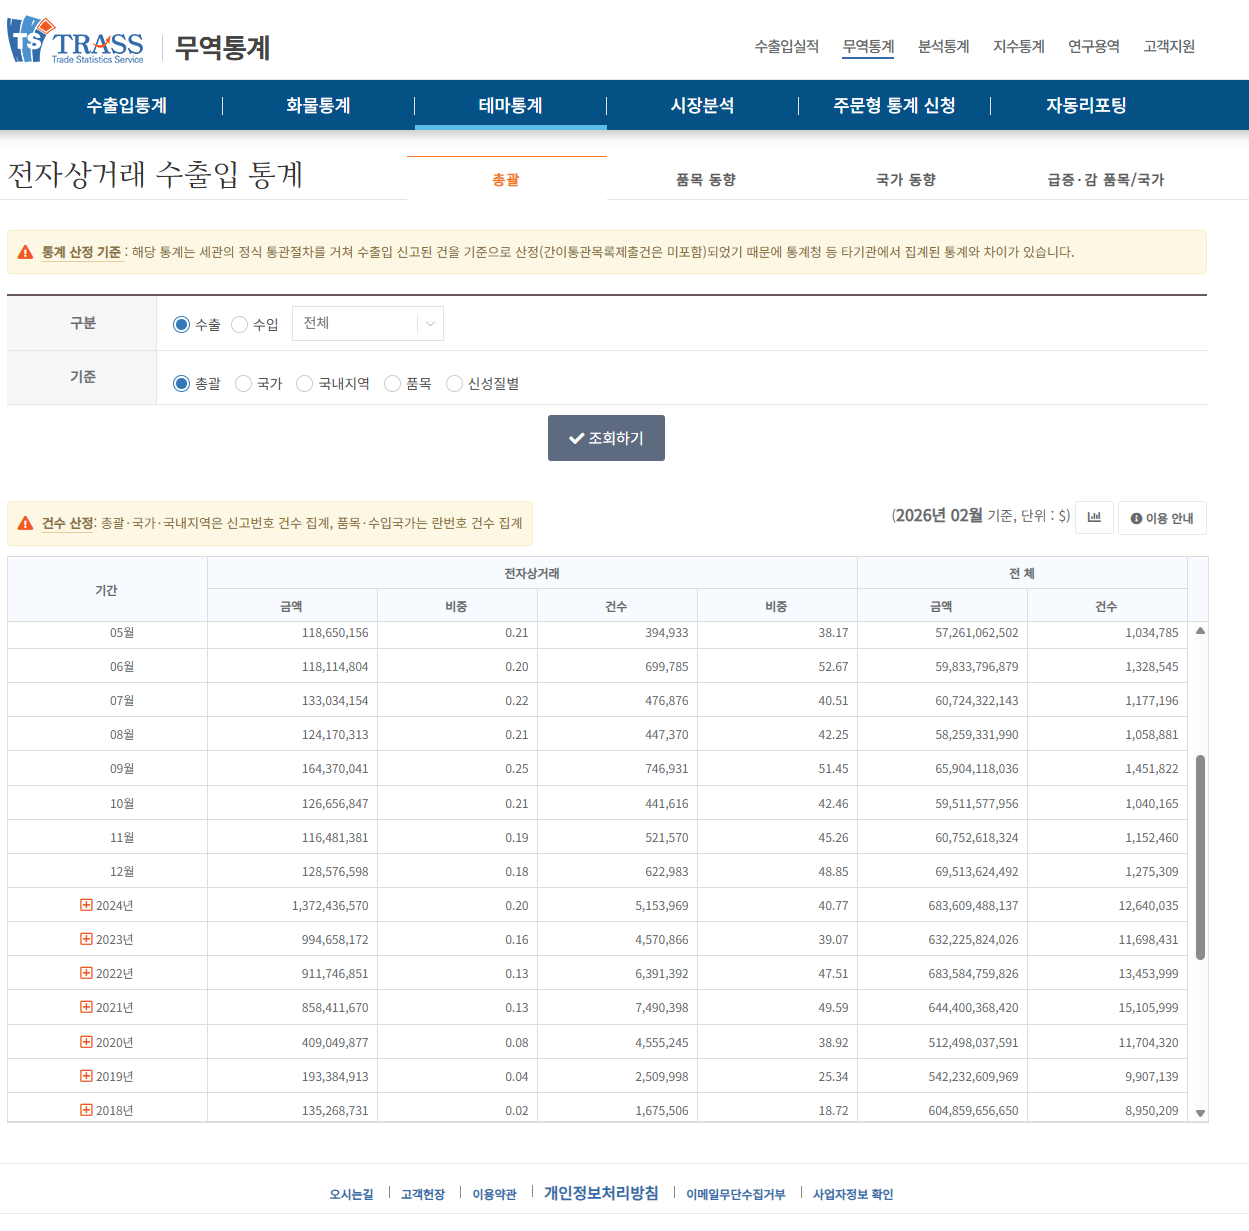 TS TRASS
Trade Statistics Service
무역통계
수출입실적 무역통계 분석통계 지수통계 연구용역 고객지원
수출입통계 화물통계 테마통계 시장분석 주문형 통계 신청 자동리포팅
전자상거래 수출입 통계
총괄 품목 동향 국가 동향 급증·감 품목/국가
통계 산정 기준 : 해당 통계는 세관의 정식 통관절차를 거쳐 수출입 신고된 건을 기준으로 산정(간이통관목록제출건은 미포함)되었기 때문에 통계청 등 타기관에서 집계된 통계와 차이가 있습니다.
구분 수출 수입 전체
기준 총괄 국가 국내지역 품목 신성질별
조회하기
건수 산정: 총괄·국가·국내지역은 신고번호 건수 집계, 품목·수입국가는 란번호 건수 집계
(2026년 02월 기준, 단위 : $) 이용 안내
기간 전자상거래 전 체
금액 비중 건수 비중 금액 건수
05월 118,650,156 0.21 394,933 38.17 57,261,062,502 1,034,785
06월 118,114,804 0.20 699,785 52.67 59,833,796,879 1,328,545
07월 133,034,154 0.22 476,876 40.51 60,724,322,143 1,177,196
08월 124,170,313 0.21 447,370 42.25 58,259,331,990 1,058,881
09월 164,370,041 0.25 746,931 51.45 65,904,118,036 1,451,822
10월 126,656,847 0.21 441,616 42.46 59,511,577,956 1,040,165
11월 116,481,381 0.19 521,570 45.26 60,752,618,324 1,152,460
12월 128,576,598 0.18 622,983 48.85 69,513,624,492 1,275,309
2024년 1,372,436,570 0.20 5,153,969 40.77 683,609,488,137 12,640,035
2023년 994,658,172 0.16 4,570,866 39.07 632,225,824,026 11,698,431
2022년 911,746,851 0.13 6,391,392 47.51 683,584,759,826 13,453,999
2021년 858,411,670 0.13 7,490,398 49.59 644,400,368,420 15,105,999
2020년 409,049,877 0.08 4,555,245 38.92 512,498,037,591 11,704,320
2019년 193,384,913 0.04 2,509,998 25.34 542,232,609,969 9,907,139
2018년 135,268,731 0.02 1,675,506 18.72 604,859,656,650 8,950,209
오시는길 고객헌장 이용약관 개인정보처리방침 이메일무단수집거부 사업자정보 확인